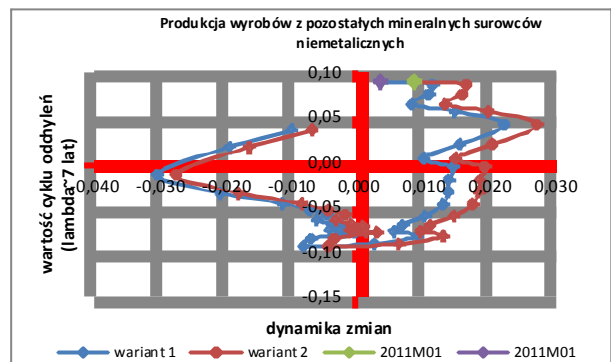 Produkcja wyrobów z pozostałych mineralnych surowców
niemetalicznych
wartość cyklu oddhyleń
(lambda~7 lat)
0,10
0,05
0,00
-0,05
-0,10
-0,15
-0,040 -0,030 -0,020 -0,010 0,000 0,010 0,020 0,030
dynamika zmian
wariant 1 wariant 2 2011M01 2011M01